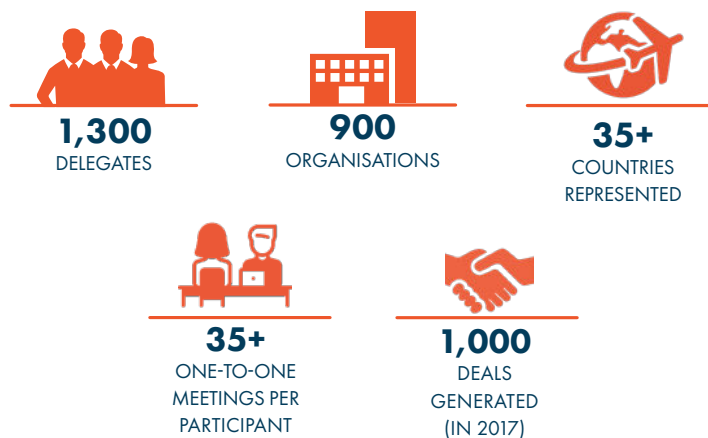 1,300
DELEGATES
900
ORGANISATIONS
35+
COUNTRIES
REPRESENTED
35+
ONE-TO-ONE
MEETINGS PER
PARTICIPANT
1,000
DEALS
GENERATED
(IN 2017)